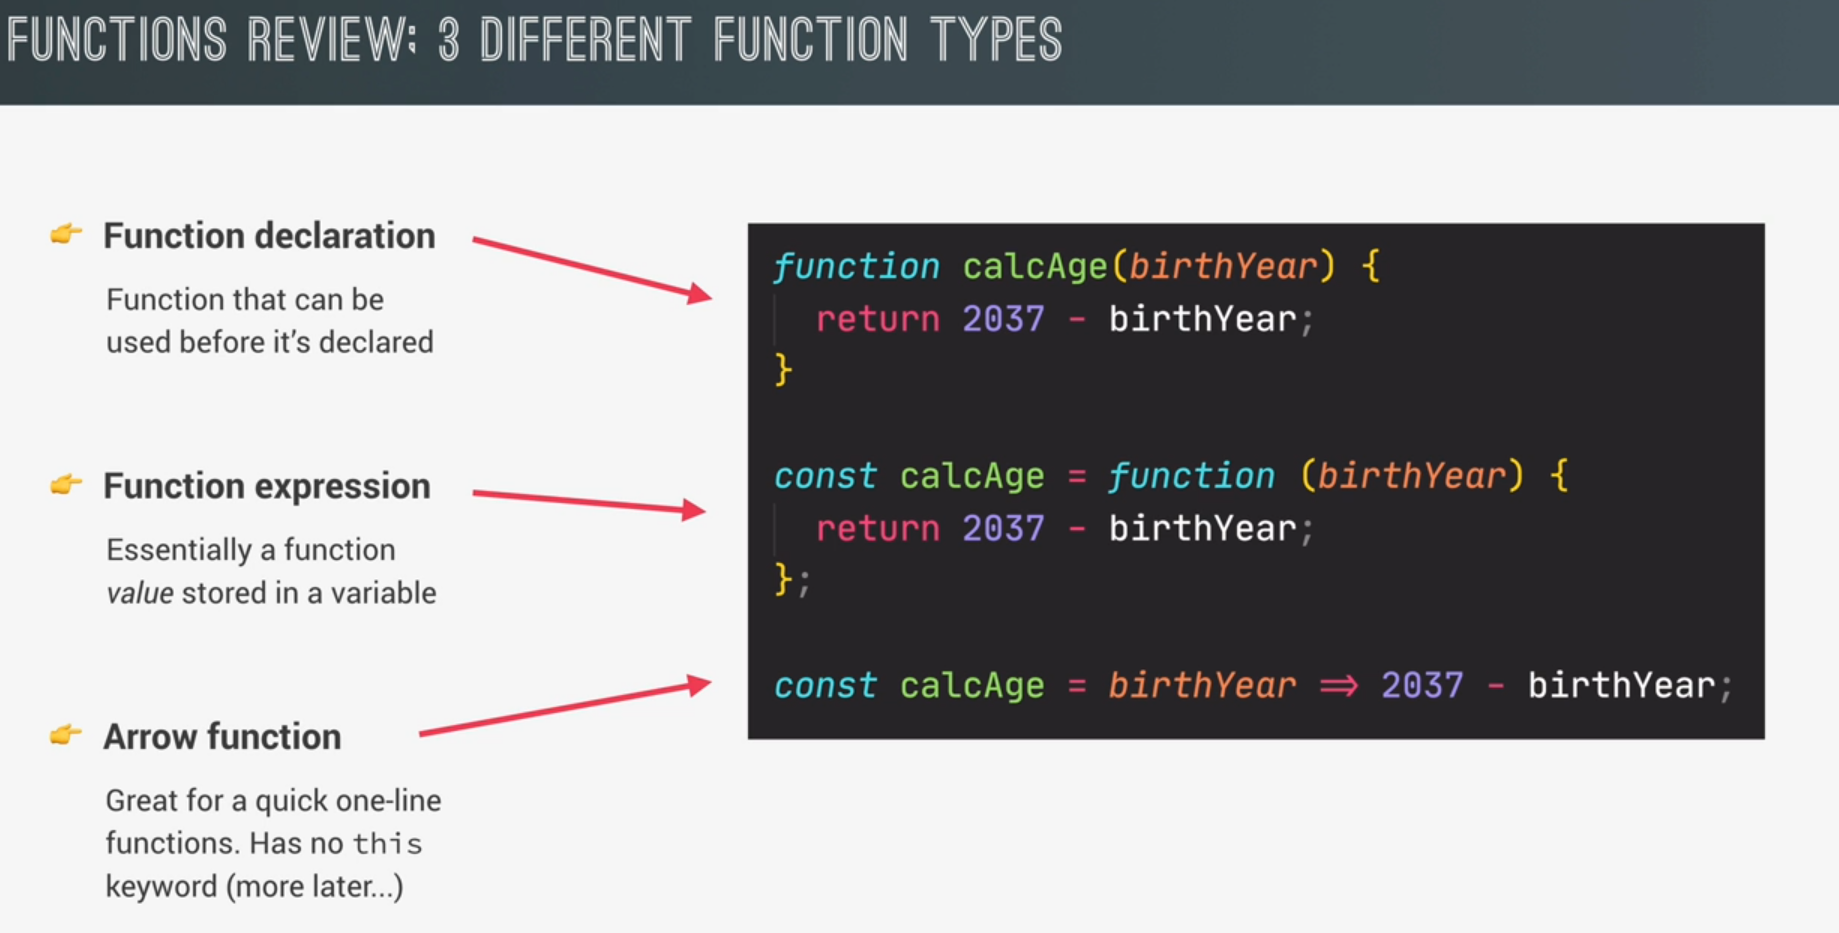 FUNCTIONS REVIEW: 3 DIFFERENT FUNCTION TYPES
👉 Function declaration
Function that can be
used before it’s declared
👉 Function expression
Essentially a function
value stored in a variable
👉 Arrow function
Great for a quick one-line
functions. Has no this
keyword (more later...)
function calcAge(birthYear) {
  return 2037 - birthYear;
}
const calcAge = function (birthYear) {
  return 2037 - birthYear;
};
const calcAge = birthYear => 2037 - birthYear;